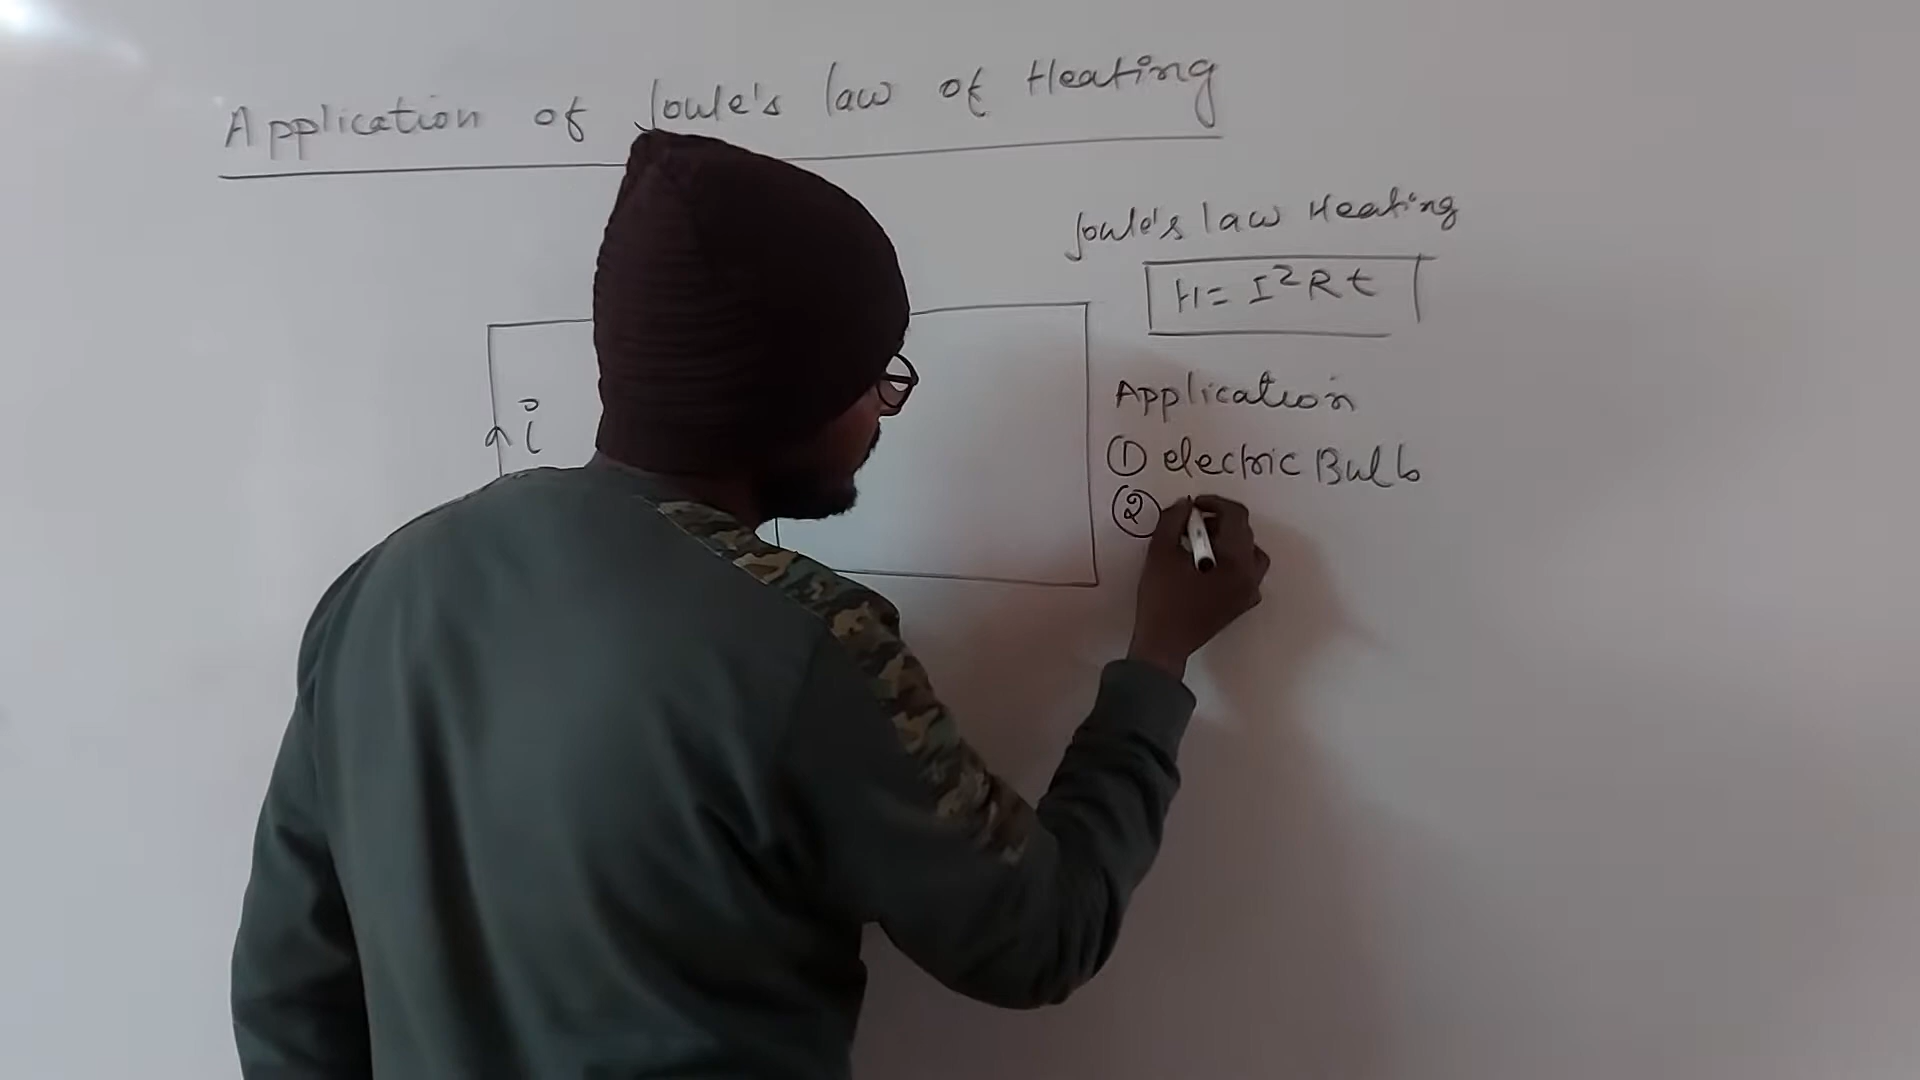 Application of Joule's law of Heating
Joule's law Heating
H = I²Rt
i
Application
① electric Bulb
②